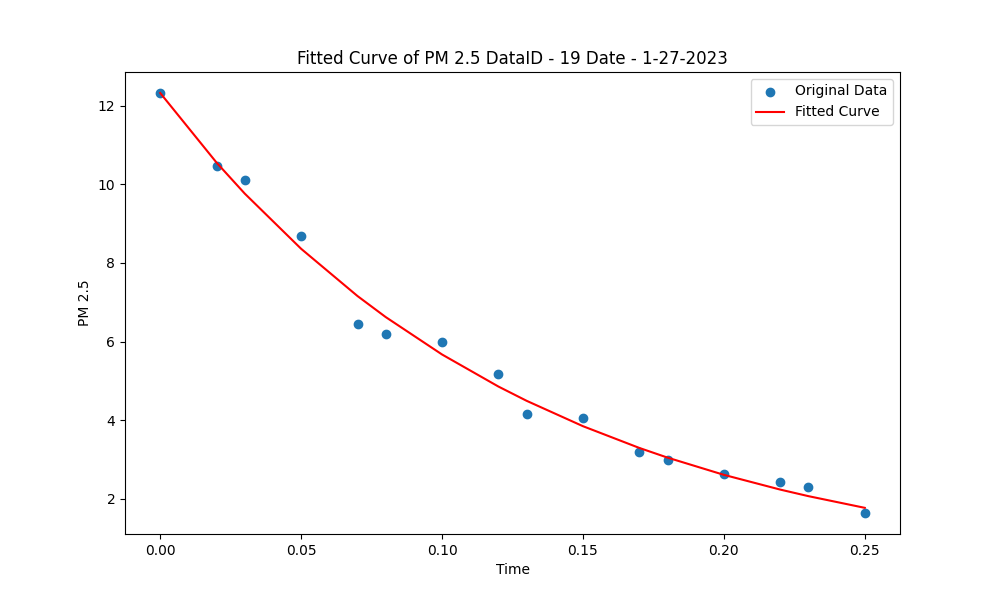 Fitted Curve of PM 2.5 DataID - 19 Date - 1-27-2023
Original Data
Fitted Curve
12
10
8
6
4
2
PM 2.5
0.00 0.05 0.10 0.15 0.20 0.25
Time